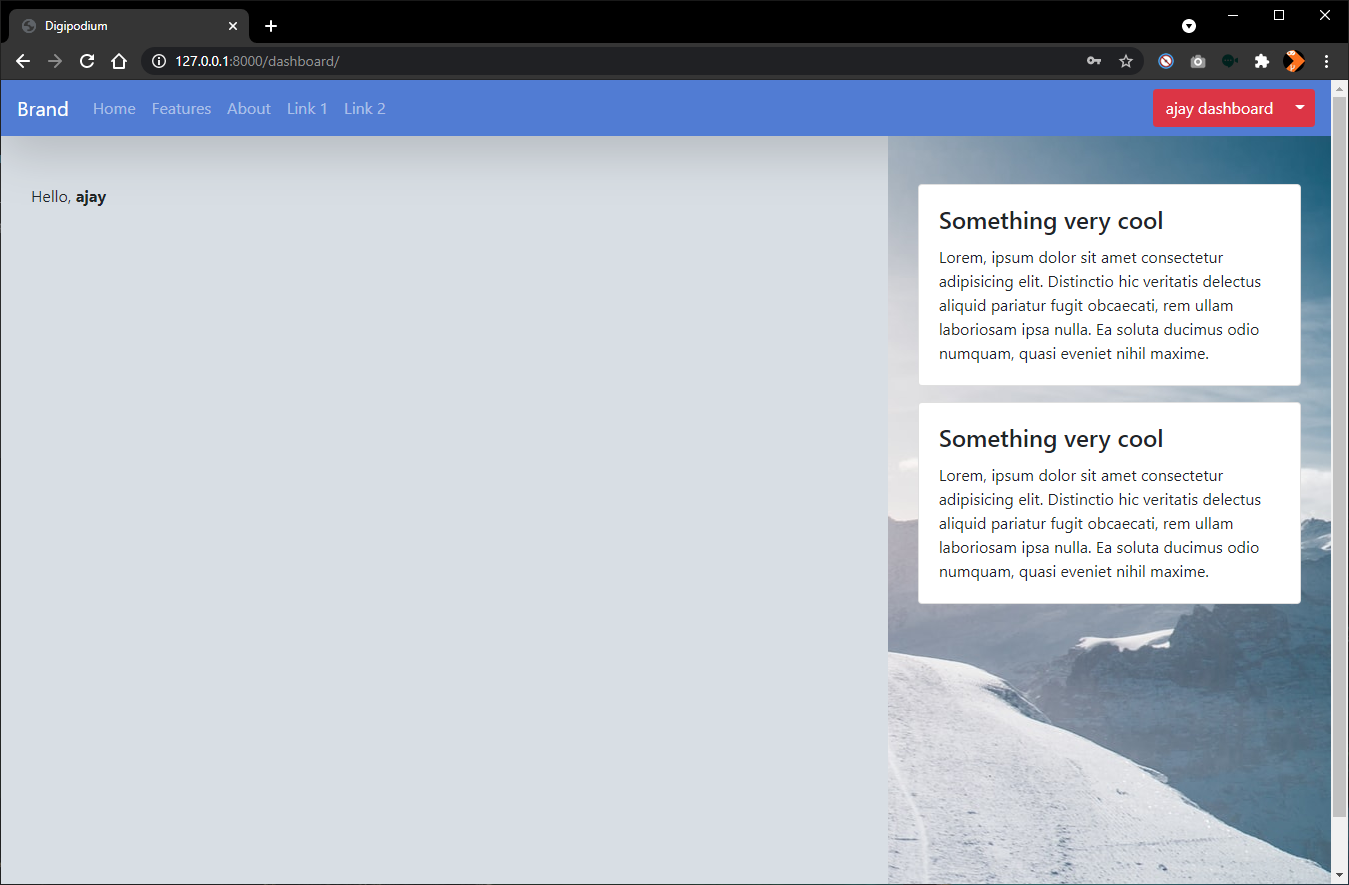 Digipodium
127.0.0.1:8000/dashboard/
Brand Home Features About Link 1 Link 2 ajay dashboard
Hello, ajay
Something very cool
Lorem, ipsum dolor sit amet consectetur
adipisicing elit. Distinctio hic veritatis delectus
aliquid pariatur fugit obcaecati, rem ullam
laboriosam ipsa nulla. Ea soluta ducimus odio
numquam, quasi eveniet nihil maxime.
Something very cool
Lorem, ipsum dolor sit amet consectetur
adipisicing elit. Distinctio hic veritatis delectus
aliquid pariatur fugit obcaecati, rem ullam
laboriosam ipsa nulla. Ea soluta ducimus odio
numquam, quasi eveniet nihil maxime.